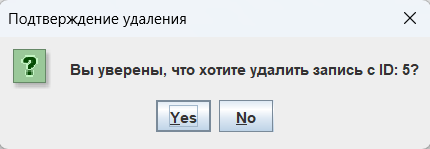 Подтверждение удаления
Вы уверены, что хотите удалить запись с ID: 5?
Yes No